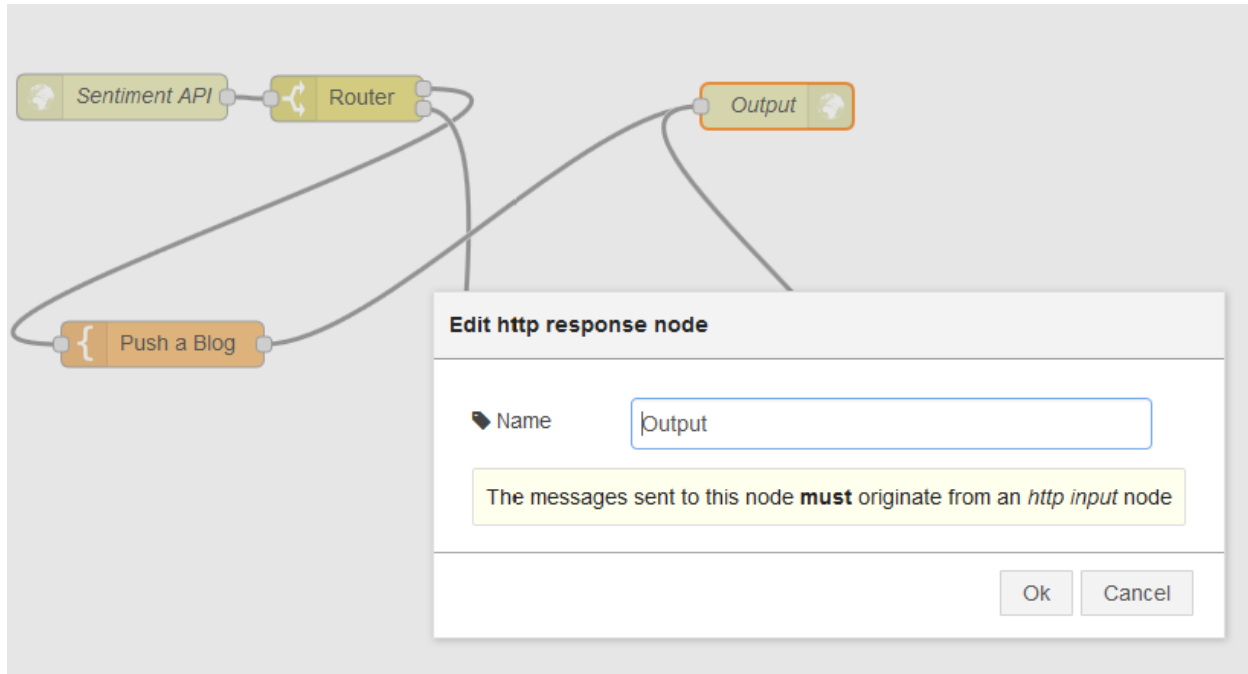 Sentiment API
Router
Output
Push a Blog
Edit http response node
Name
Output
The messages sent to this node must originate from an http input node
Ok
Cancel